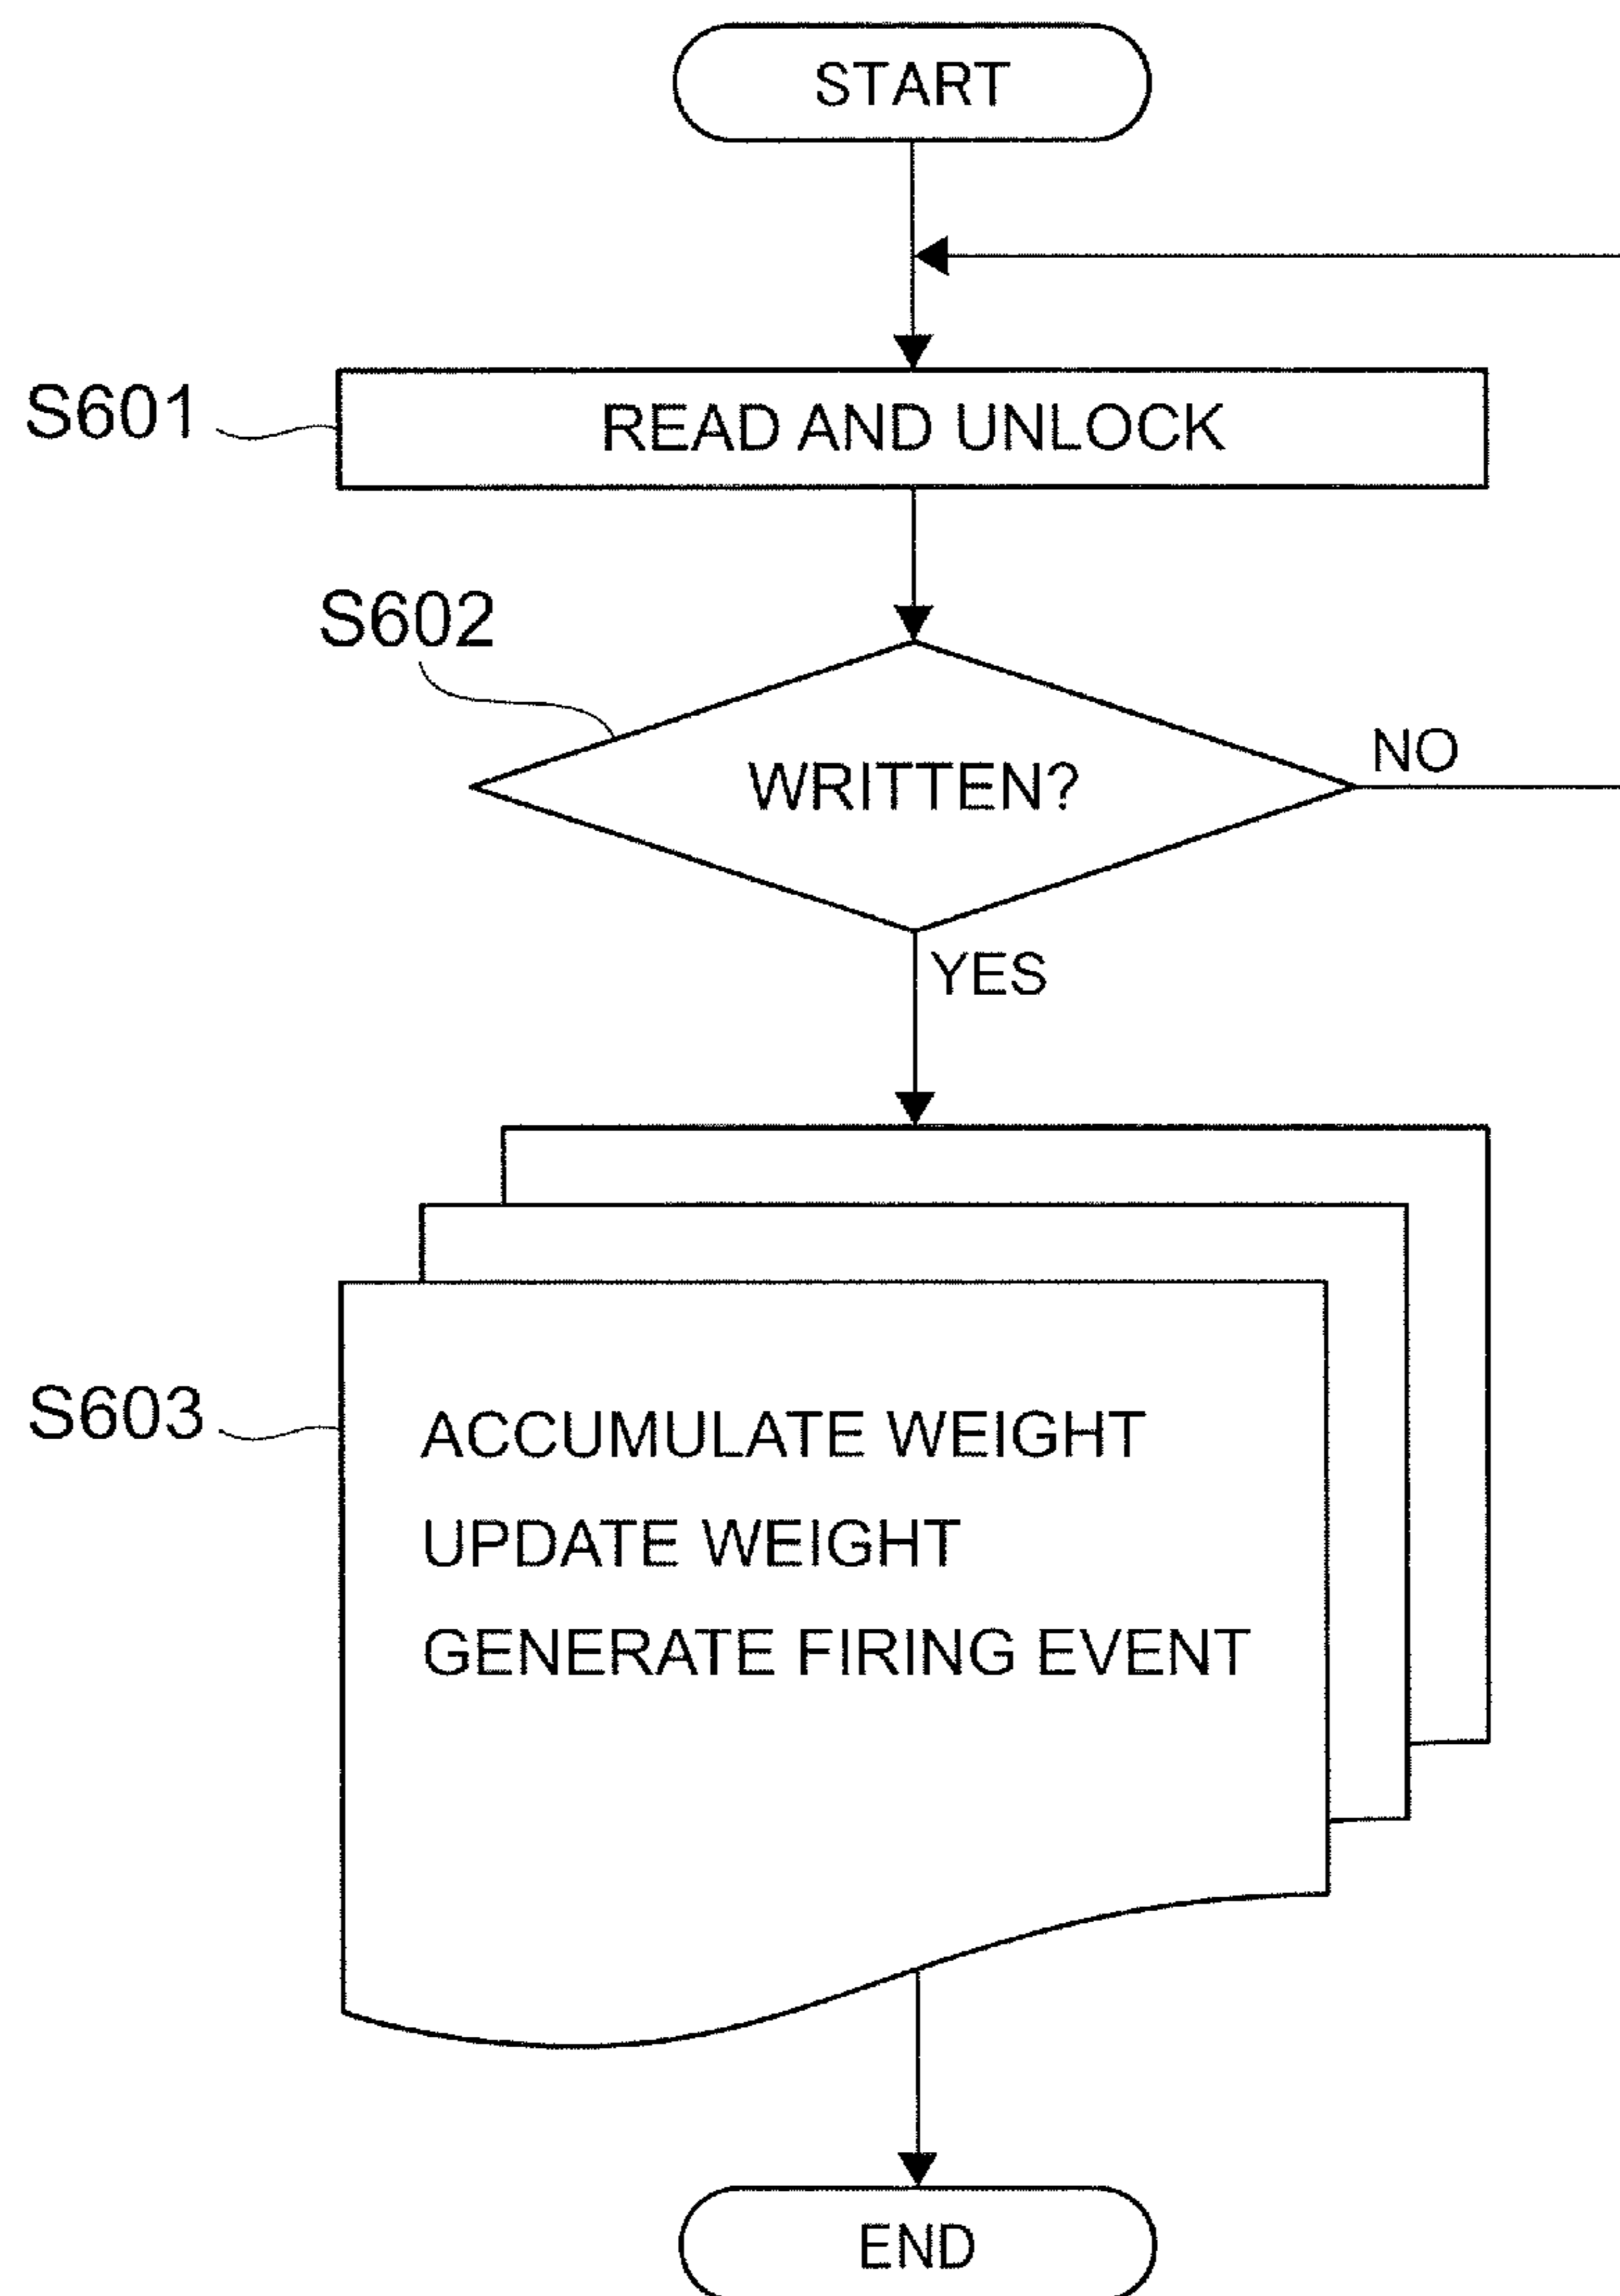 START
S601
READ AND UNLOCK
S602
WRITTEN?
NO
YES
S603
ACCUMULATE WEIGHT
UPDATE WEIGHT
GENERATE FIRING EVENT
END